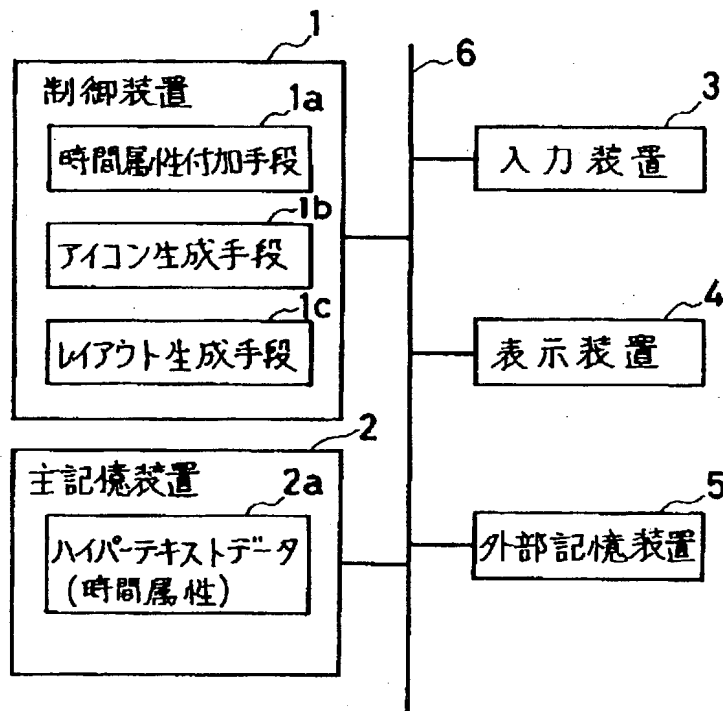 1
制御装置
1a
時間属性付加手段
1b
アイコン生成手段
1c
レイアウト生成手段
2
主記憶装置
2a
ハイパーテキストデータ
(時間属性)
6
3
入力装置
4
表示装置
5
外部記憶装置